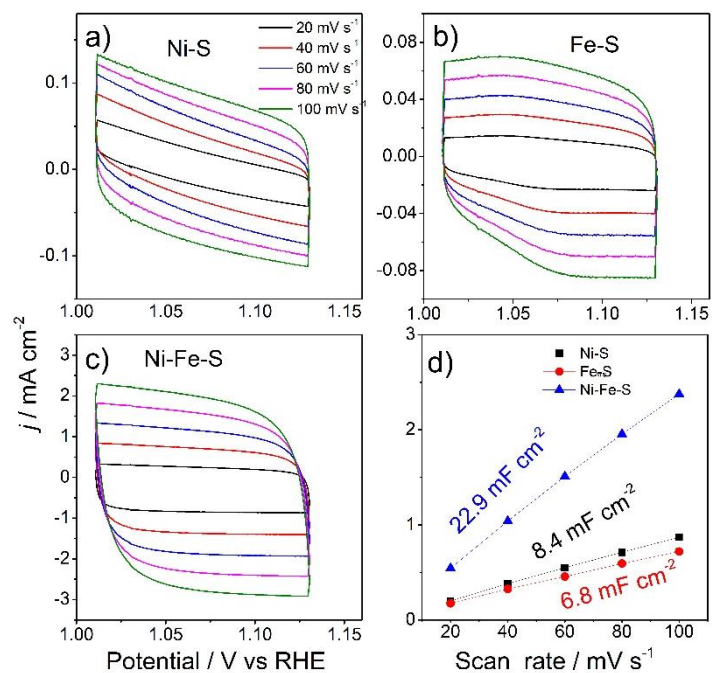 a)
Ni-S
20 mV s⁻¹
40 mV s⁻¹
60 mV s⁻¹
80 mV s⁻¹
100 mV s⁻¹
0.1
0.0
-0.1
1.00
1.05
1.10
1.15
b)
Fe-S
0.08
0.04
0.00
-0.04
-0.08
1.00
1.05
1.10
1.15
c)
Ni-Fe-S
3
2
1
0
-1
-2
-3
1.00
1.05
1.10
1.15
j / mA cm⁻²
Potential / V vs RHE
d)
Ni-S
Fe-S
Ni-Fe-S
22.9 mF cm⁻²
8.4 mF cm⁻²
6.8 mF cm⁻²
3
2
1
0
20
40
60
80
100
Scan rate / mV s⁻¹